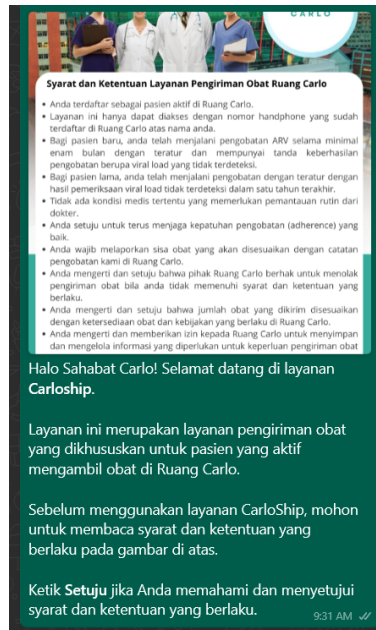 CARLO
Syarat dan Ketentuan Layanan Pengiriman Obat Ruang Carlo
• Anda terdaftar sebagai pasien aktif di Ruang Carlo.
• Layanan ini hanya dapat diakses dengan nomor handphone yang sudah
terdaftar di Ruang Carlo atas nama anda.
• Bagi pasien baru, anda telah menjalani pengobatan ARV selama minimal
enam bulan dengan teratur dan mempunyai tanda keberhasilan
pengobatan berupa viral load yang tidak terdeteksi.
• Bagi pasien lama, anda telah menjalani pengobatan dengan teratur dengan
hasil pemeriksaan viral load tidak terdeteksi dalam satu tahun terakhir.
• Tidak ada kondisi medis tertentu yang memerlukan pemantauan rutin dari
dokter.
• Anda setuju untuk terus menjaga kepatuhan pengobatan (adherence) yang
baik.
• Anda wajib melaporkan sisa obat yang akan disesuaikan dengan catatan
pengobatan kami di Ruang Carlo.
• Anda mengerti dan setuju bahwa pihak Ruang Carlo berhak untuk menolak
pengiriman obat bila anda tidak memenuhi syarat dan ketentuan yang
berlaku.
• Anda mengerti dan setuju bahwa jumlah obat yang dikirim disesuaikan
dengan ketersediaan obat dan kebijakan yang berlaku di Ruang Carlo.
• Anda mengerti dan memberikan izin kepada Ruang Carlo untuk menyimpan
dan mengelola informasi yang diperlukan untuk keperluan pengiriman obat
Halo Sahabat Carlo! Selamat datang di layanan
Carloship.
Layanan ini merupakan layanan pengiriman obat
yang dikhususkan untuk pasien yang aktif
mengambil obat di Ruang Carlo.
Sebelum menggunakan layanan CarloShip, mohon
untuk membaca syarat dan ketentuan yang
berlaku pada gambar di atas.
Ketik Setuju jika Anda memahami dan menyetujui
syarat dan ketentuan yang berlaku.
9:31 AM